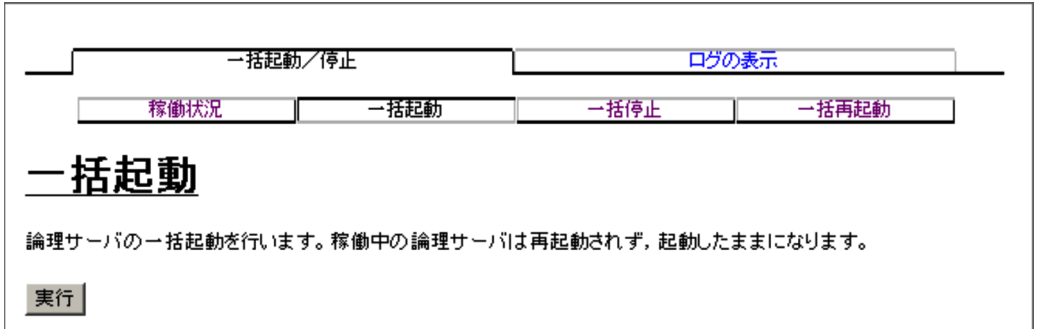 一括起動／停止 ログの表示
稼働状況 一括起動 一括停止 一括再起動
一括起動
論理サーバの一括起動を行います。稼働中の論理サーバは再起動されず，起動したままになります。
実行